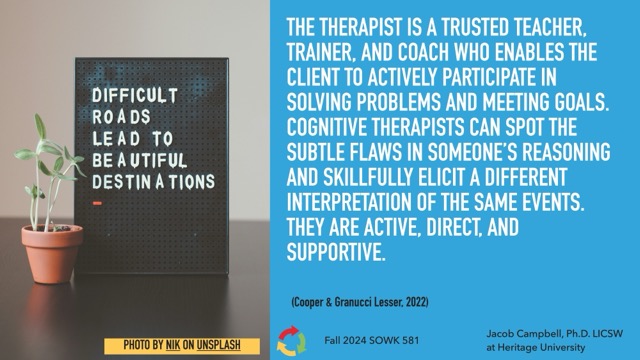 DIFFICULT
ROADS
LEAD TO
BEAUTIFUL
DESTINATIONS
PHOTO BY NIK ON UNSPLASH
THE THERAPIST IS A TRUSTED TEACHER,
TRAINER, AND COACH WHO ENABLES THE
CLIENT TO ACTIVELY PARTICIPATE IN
SOLVING PROBLEMS AND MEETING GOALS.
COGNITIVE THERAPISTS CAN SPOT THE
SUBTLE FLAWS IN SOMEONE'S REASONING
AND SKILLFULLY ELICIT A DIFFERENT
INTERPRETATION OF THE SAME EVENTS.
THEY ARE ACTIVE, DIRECT, AND
SUPPORTIVE.
(Cooper & Granucci Lesser, 2022)
Fall 2024 SOWK 581
Jacob Campbell, Ph.D. LICSW
at Heritage University